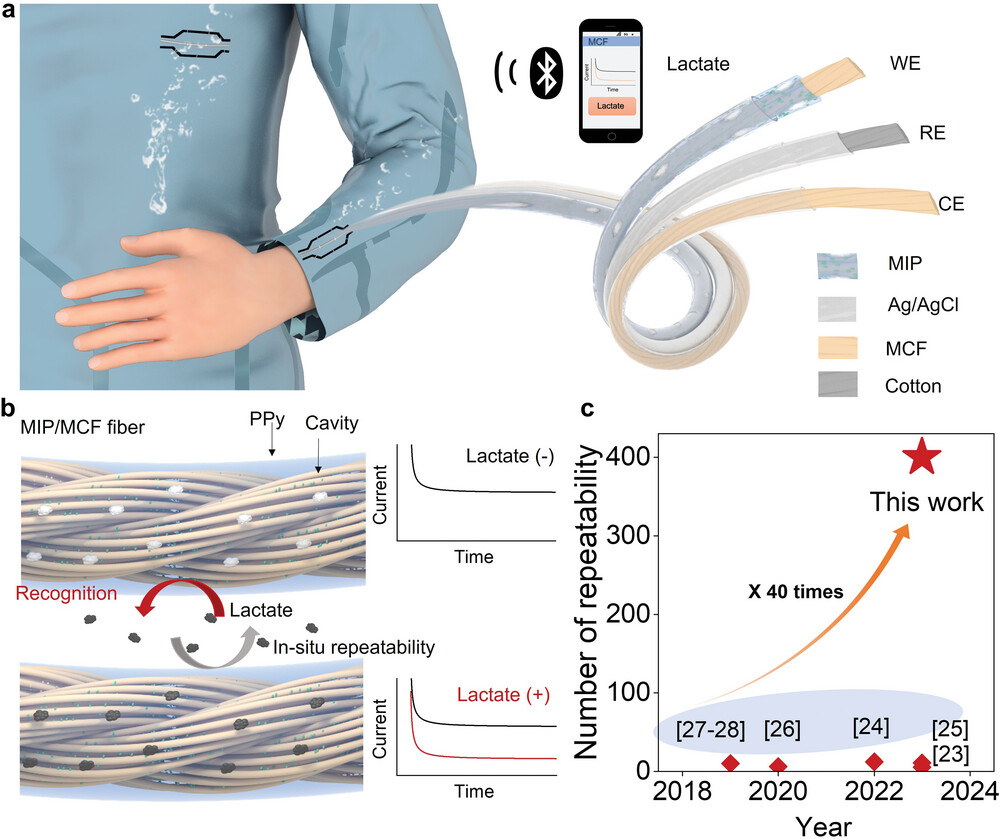 a
MCF
Current
Time
Lactate
Lactate
WE
RE
CE
MIP
Ag/AgCl
MCF
Cotton
b
MIP/MCF fiber
PPy
Cavity
Recognition
Lactate
In-situ repeatability
Current
Lactate (-)
Time
Current
Lactate (+)
Time
c
Number of repeatability
400
300
200
100
0
This work
X 40 times
[27-28]
[26]
[24]
[25]
[23]
2018
2020
2022
2024
Year